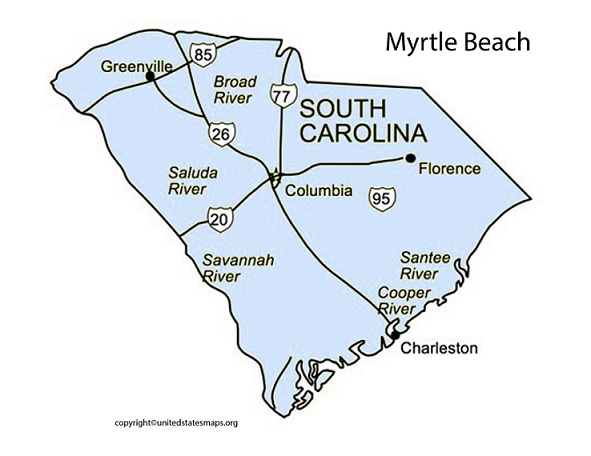 Myrtle Beach
85
Greenville
Broad
River
77
SOUTH
CAROLINA
26
Florence
Saluda
River
Columbia
95
20
Savannah
River
Santee
River
Cooper
River
Charleston
copyright©unitedstatesmaps.org